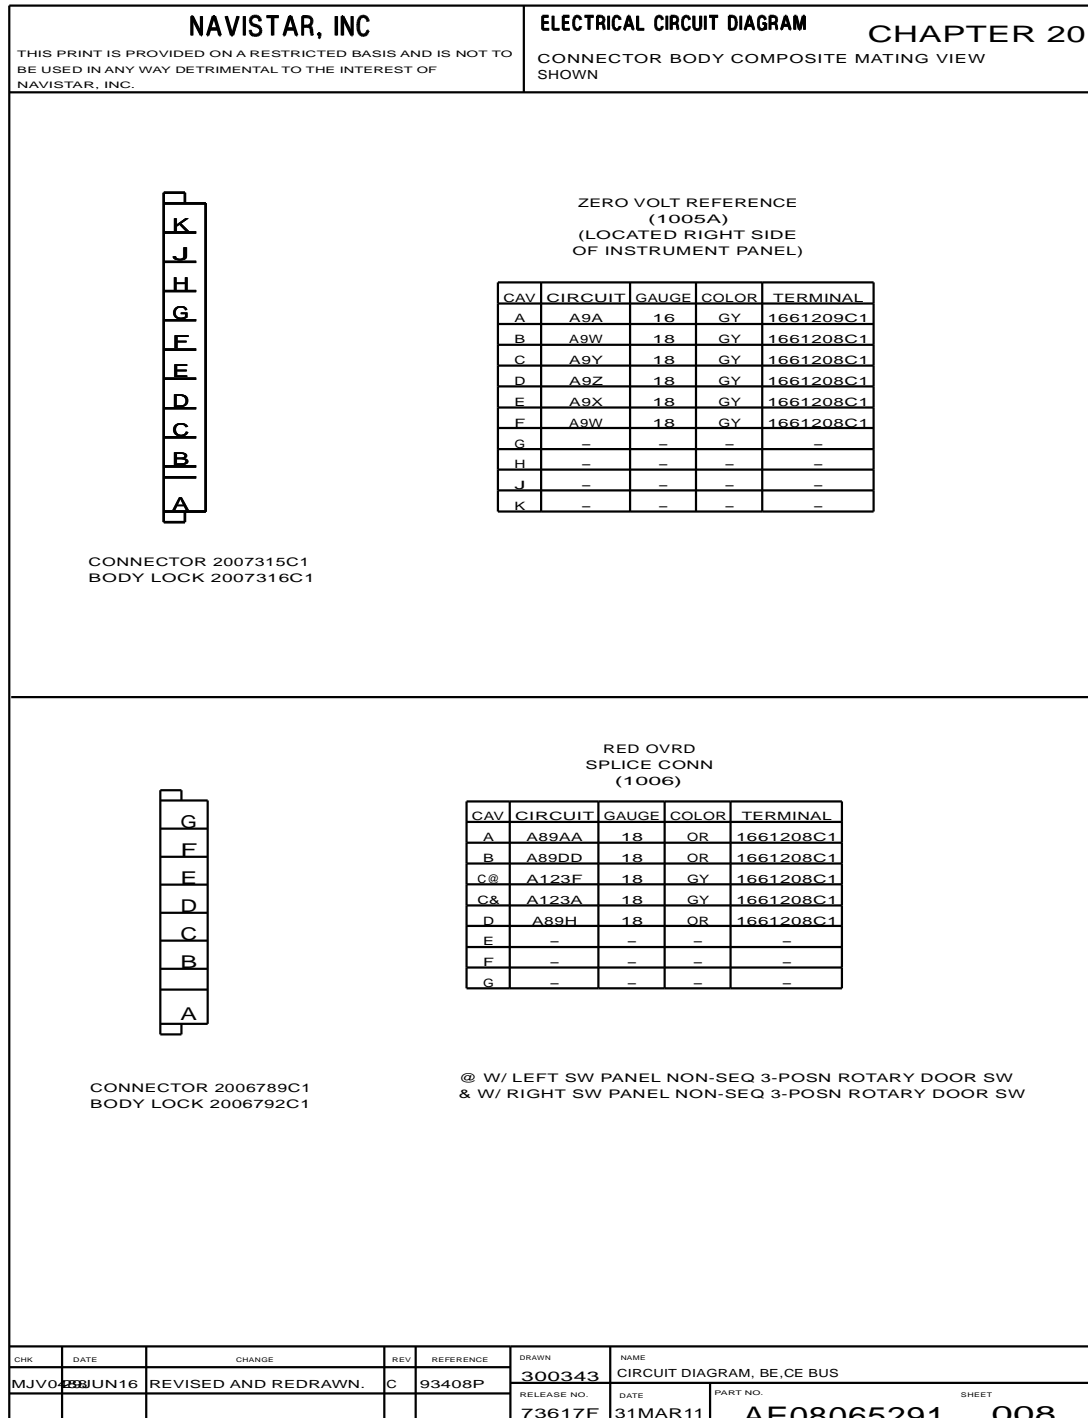 NAVISTAR, INC
THIS PRINT IS PROVIDED ON A RESTRICTED BASIS AND IS NOT TO
BE USED IN ANY WAY DETRIMENTAL TO THE INTEREST OF
NAVISTAR, INC.
ELECTRICAL CIRCUIT DIAGRAM
CHAPTER 20
CONNECTOR BODY COMPOSITE MATING VIEW
SHOWN
K
J
H
G
F
E
D
C
B
A
CONNECTOR 2007315C1
BODY LOCK 2007316C1
ZERO VOLT REFERENCE
(1005A)
(LOCATED RIGHT SIDE
OF INSTRUMENT PANEL)
CAV CIRCUIT GAUGE COLOR TERMINAL
A A9A 16 GY 1661209C1
B A9W 18 GY 1661208C1
C A9Y 18 GY 1661208C1
D A9Z 18 GY 1661208C1
E A9X 18 GY 1661208C1
F A9W 18 GY 1661208C1
G – – – –
H – – – –
J – – – –
K – – – –
G
F
E
D
C
B
A
CONNECTOR 2006789C1
BODY LOCK 2006792C1
RED OVRD
SPLICE CONN
(1006)
CAV CIRCUIT GAUGE COLOR TERMINAL
A A89AA 18 OR 1661208C1
B A89DD 18 OR 1661208C1
C@ A123F 18 GY 1661208C1
C& A123A 18 GY 1661208C1
D A89H 18 OR 1661208C1
E – – – –
F – – – –
G – – – –
@ W/ LEFT SW PANEL NON-SEQ 3-POSN ROTARY DOOR SW
& W/ RIGHT SW PANEL NON-SEQ 3-POSN ROTARY DOOR SW
CHK DATE CHANGE REV REFERENCE
REVISED AND REDRAWN. C 93408P
DRAWN
300343
NAME
CIRCUIT DIAGRAM, BE,CE BUS
RELEASE NO.
73617F
DATE
31MAR11
PART NO.
AE08065291
SHEET
008